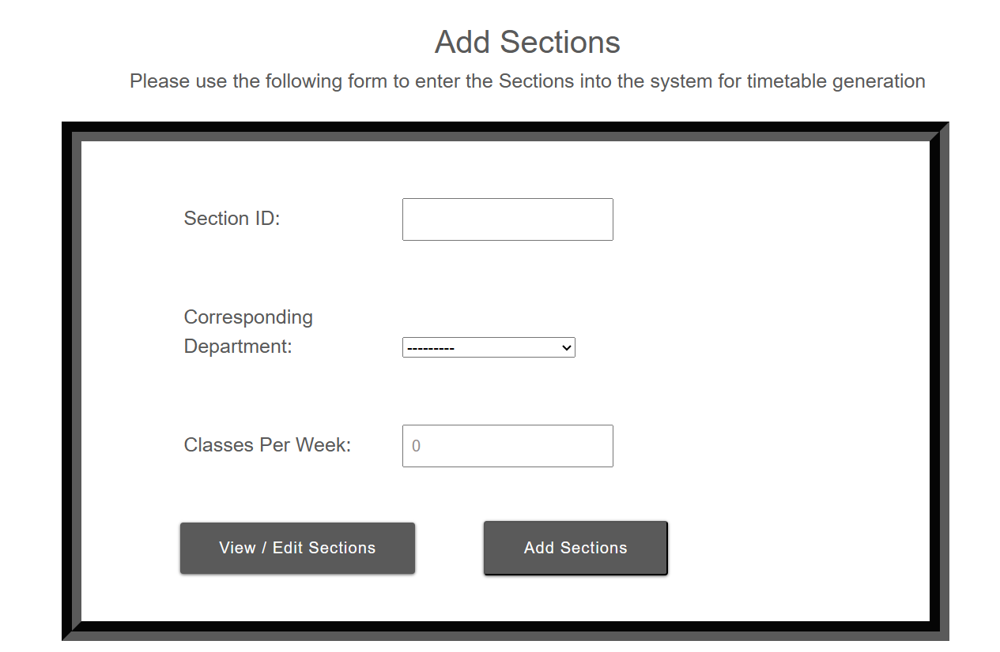 Add Sections
Please use the following form to enter the Sections into the system for timetable generation
Section ID:
Corresponding
Department:
---------
Classes Per Week:
0
View / Edit Sections
Add Sections